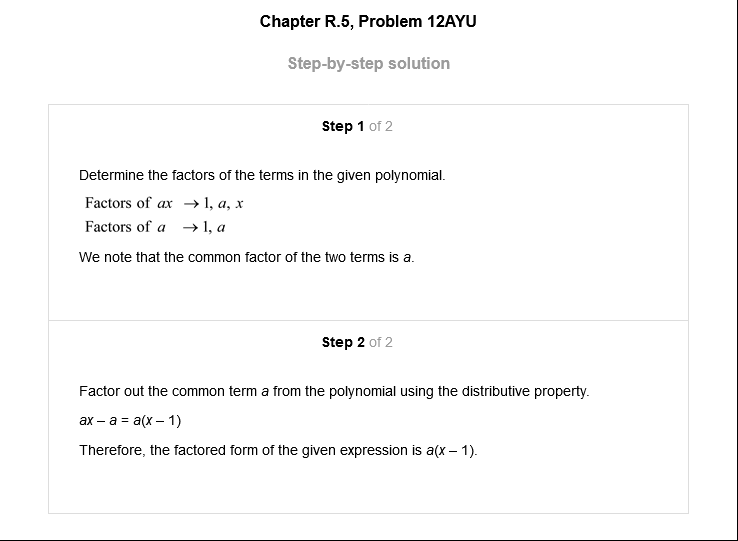 Chapter R.5, Problem 12AYU
Step-by-step solution
Step 1 of 2
Determine the factors of the terms in the given polynomial.
Factors of ax → 1, a, x
Factors of a → 1, a
We note that the common factor of the two terms is a.
Step 2 of 2
Factor out the common term a from the polynomial using the distributive property.
ax – a = a(x – 1)
Therefore, the factored form of the given expression is a(x – 1).